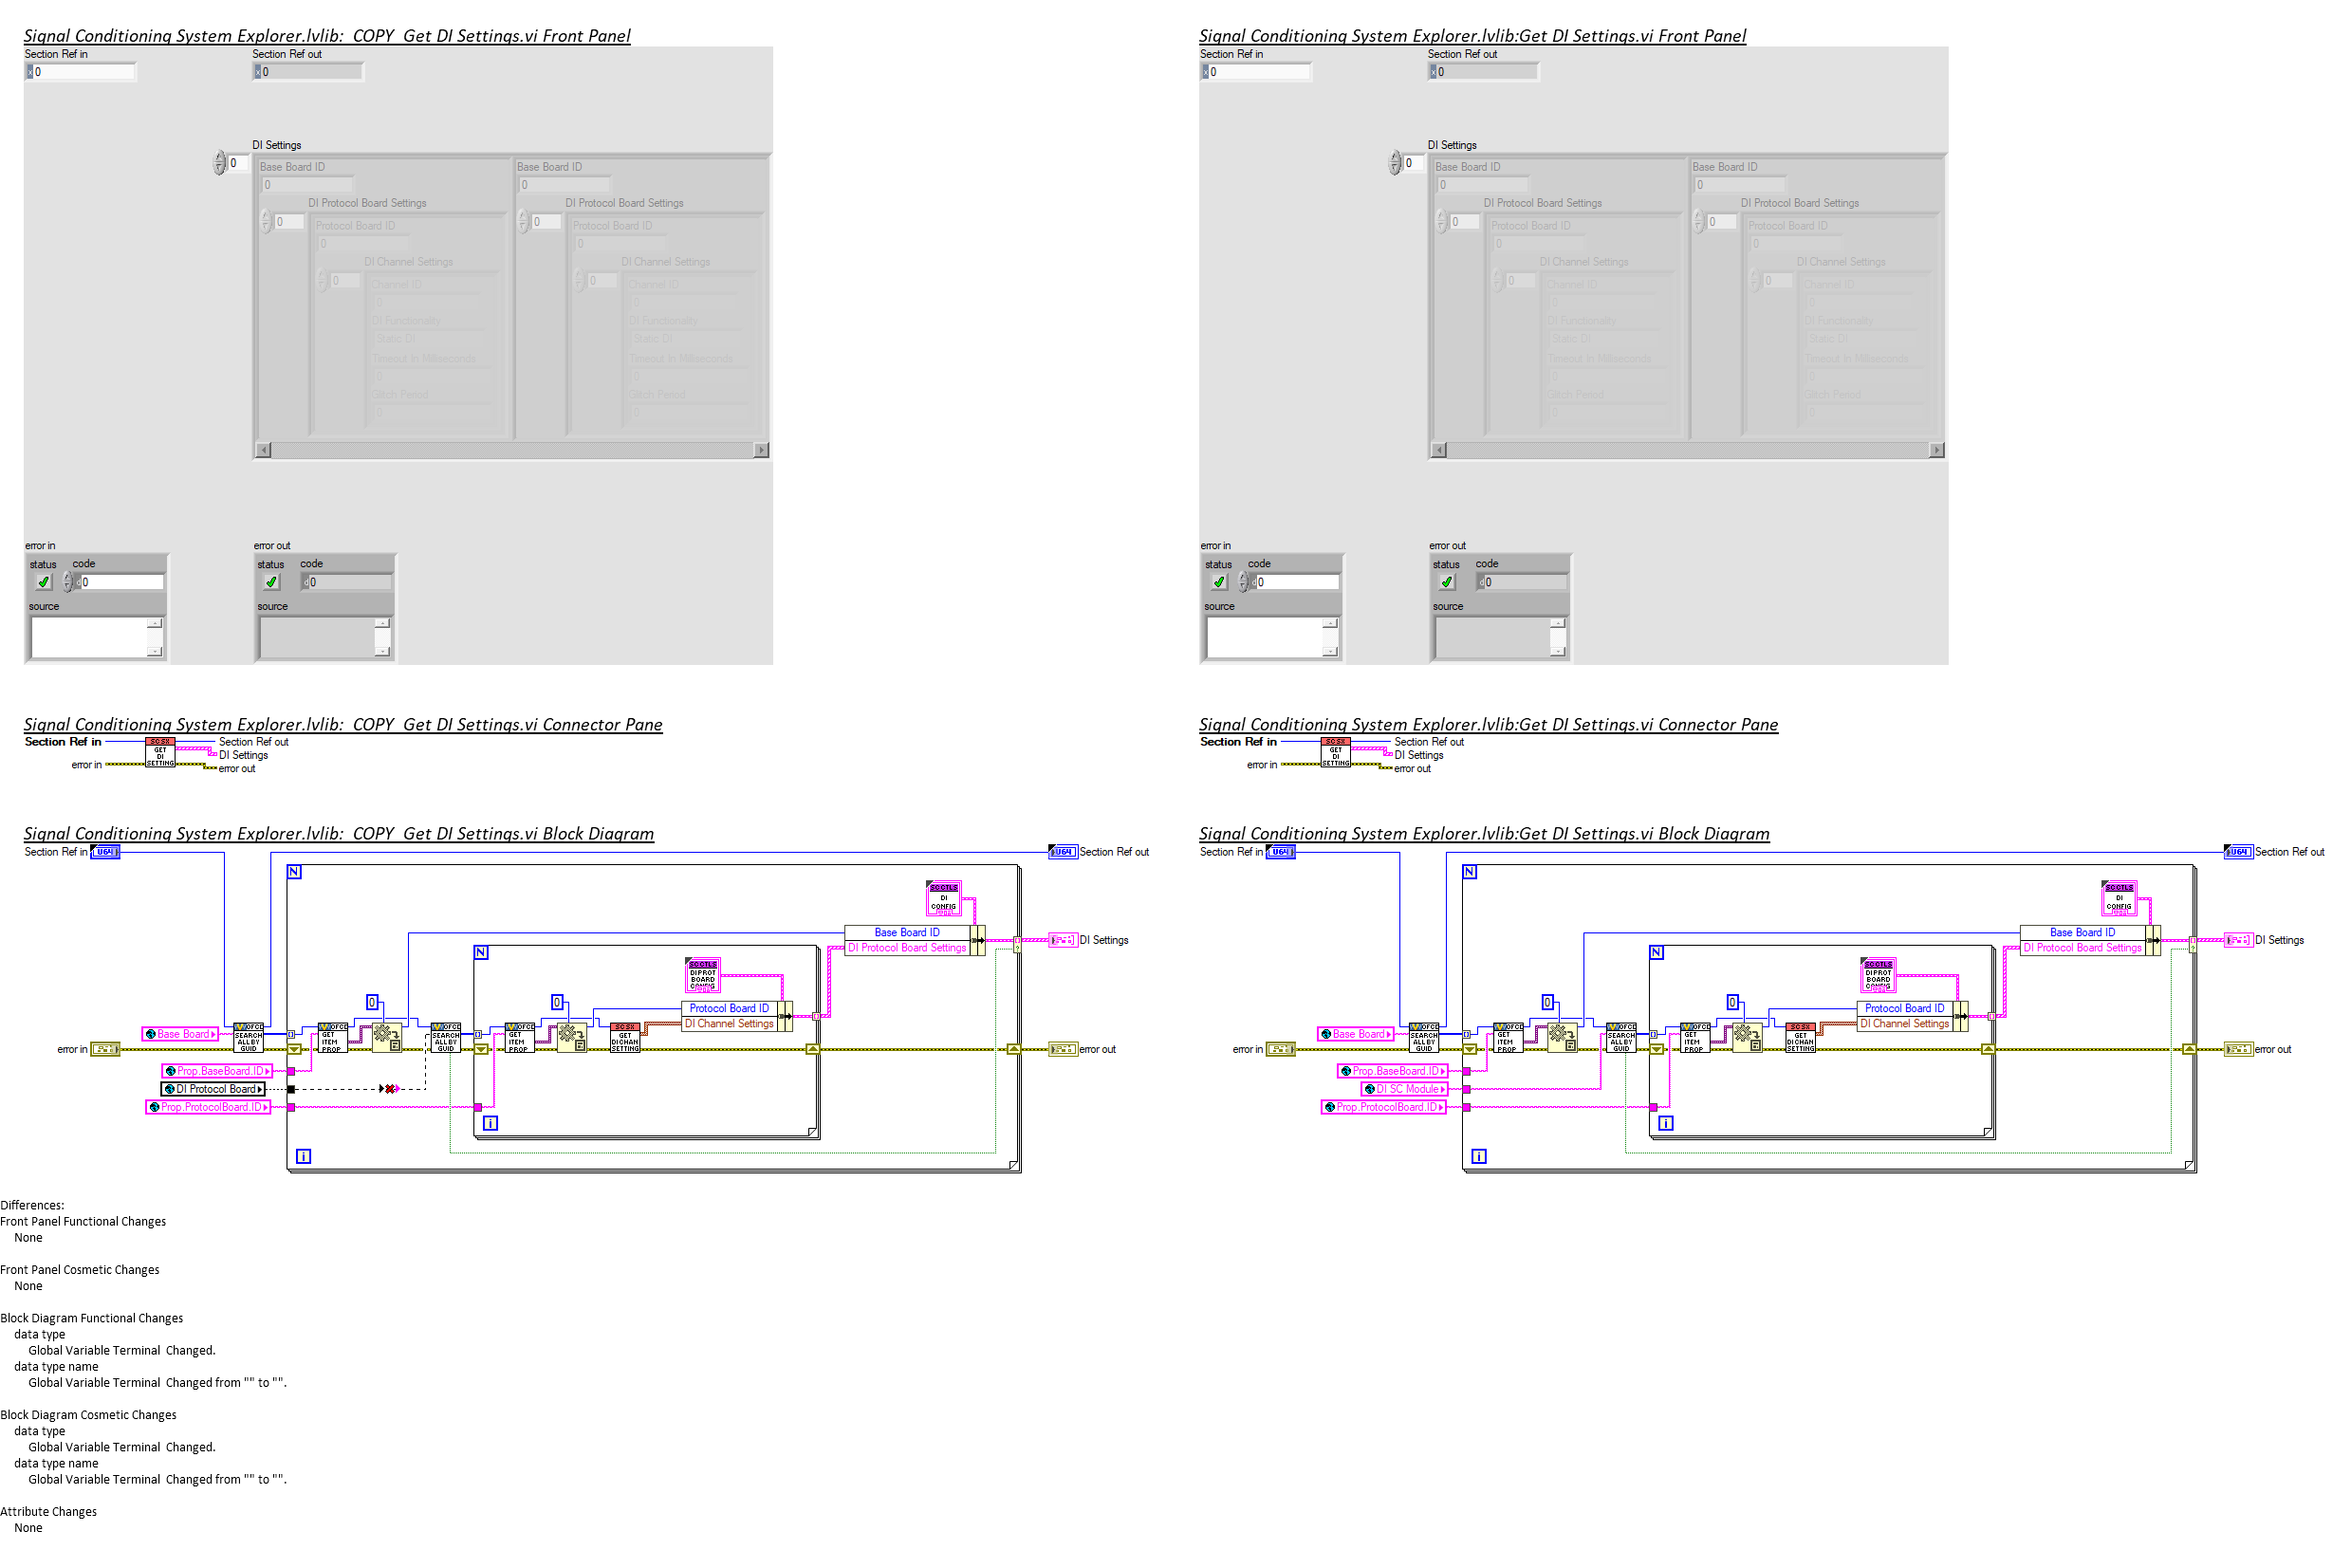 Signal Conditioning System Explorer.lvlib:  COPY  Get DI Settings.vi Front Panel
Section Ref in
Section Ref out
x 0
x 0
DI Settings
0
Base Board ID
Base Board ID
0
0
DI Protocol Board Settings
DI Protocol Board Settings
0
0
Protocol Board ID
Protocol Board ID
0
0
DI Channel Settings
DI Channel Settings
0
0
Channel ID
Channel ID
0
0
DI Functionality
DI Functionality
Static DI
Static DI
Timeout in Milliseconds
Timeout in Milliseconds
0
0
Glitch Period
Glitch Period
0
0
error in
error out
status code
status code
d 0
d 0
source
source
Signal Conditioning System Explorer.lvlib:Get DI Settings.vi Front Panel
Section Ref in
Section Ref out
x 0
x 0
DI Settings
0
Base Board ID
Base Board ID
0
0
DI Protocol Board Settings
DI Protocol Board Settings
0
0
Protocol Board ID
Protocol Board ID
0
0
DI Channel Settings
DI Channel Settings
0
0
Channel ID
Channel ID
0
0
DI Functionality
DI Functionality
Static DI
Static DI
Timeout in Milliseconds
Timeout in Milliseconds
0
0
Glitch Period
Glitch Period
0
0
error in
error out
status code
status code
d 0
d 0
source
source
Signal Conditioning System Explorer.lvlib:  COPY  Get DI Settings.vi Connector Pane
Section Ref in
SCSX
GET
DI
SETTING
Section Ref out
DI Settings
error in
error out
Signal Conditioning System Explorer.lvlib:Get DI Settings.vi Connector Pane
Section Ref in
SCSX
GET
DI
SETTING
Section Ref out
DI Settings
error in
error out
Signal Conditioning System Explorer.lvlib:  COPY  Get DI Settings.vi Block Diagram
Section Ref in
U64
U64
Section Ref out
N
SCCTLS
DI
CONFIG
Base Board ID
DI Protocol Board Settings
DI Settings
N
SCCTLS
DI PROT
BOARD
CONFIG
0
0
Protocol Board ID
DI Channel Settings
Base Board
SEARCH
ALL BY
GUID
GET
ITEM
PROP
SEARCH
ALL BY
GUID
GET
ITEM
PROP
SCSX
GET
DI CHAN
SETTING
error in
error out
Prop.BaseBoard.ID
DI Protocol Board
Prop.ProtocolBoard.ID
i
i
Signal Conditioning System Explorer.lvlib:Get DI Settings.vi Block Diagram
Section Ref in
U64
U64
Section Ref out
N
SCCTLS
DI
CONFIG
Base Board ID
DI Protocol Board Settings
DI Settings
N
SCCTLS
DI PROT
BOARD
CONFIG
0
0
Protocol Board ID
DI Channel Settings
Base Board
SEARCH
ALL BY
GUID
GET
ITEM
PROP
SEARCH
ALL BY
GUID
GET
ITEM
PROP
SCSX
GET
DI CHAN
SETTING
error in
error out
Prop.BaseBoard.ID
DI SC Module
Prop.ProtocolBoard.ID
i
i
Differences:
Front Panel Functional Changes
None
Front Panel Cosmetic Changes
None
Block Diagram Functional Changes
data type
Global Variable Terminal  Changed.
data type name
Global Variable Terminal  Changed from "" to "".
Block Diagram Cosmetic Changes
data type
Global Variable Terminal  Changed.
data type name
Global Variable Terminal  Changed from "" to "".
Attribute Changes
None